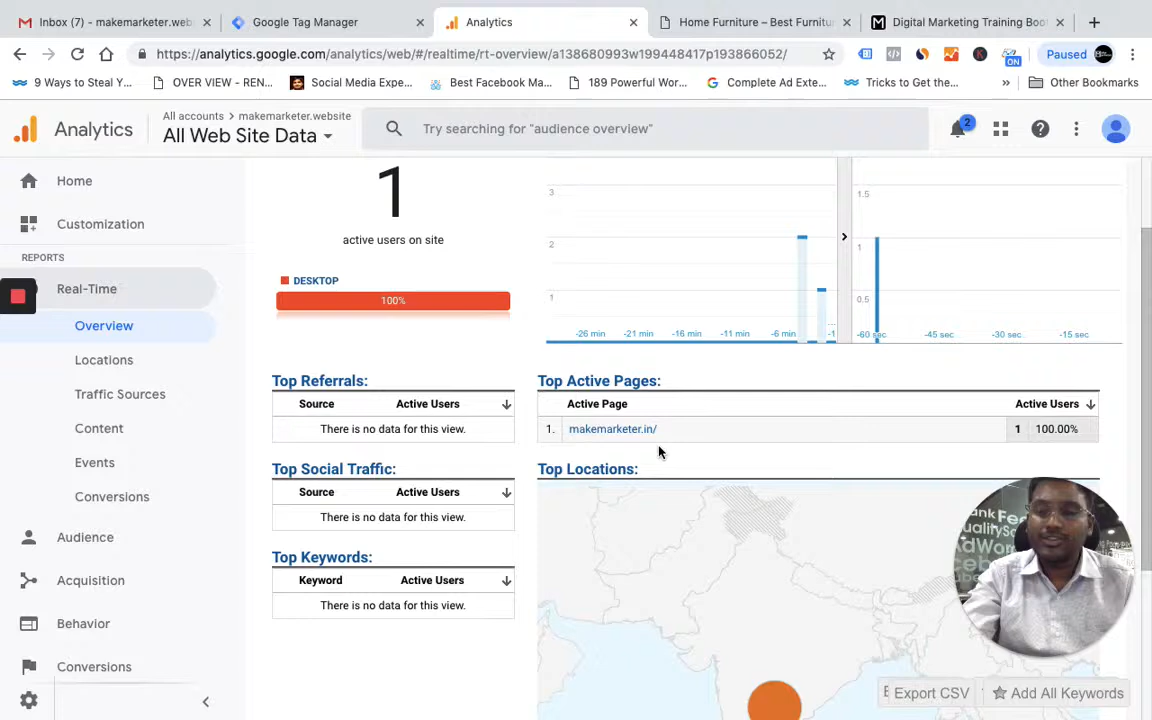 Inbox (7) - makemarketer.web
Google Tag Manager
Analytics
Home Furniture – Best Furnitu
Digital Marketing Training Boo
https://analytics.google.com/analytics/web/#/realtime/rt-overview/a138680993w199448417p193866052/
ON
Paused
9 Ways to Steal Y...
OVER VIEW - REN...
Social Media Expe...
Best Facebook Ma...
189 Powerful Wor...
Complete Ad Exte...
Tricks to Get the...
Other Bookmarks
Analytics
All accounts > makemarketer.website
All Web Site Data
Try searching for "audience overview"
2
Home
Customization
REPORTS
Real-Time
Overview
Locations
Traffic Sources
Content
Events
Conversions
Audience
Acquisition
Behavior
Conversions
1
active users on site
DESKTOP
100%
3
2
1
-26 min
-21 min
-16 min
-11 min
-6 min
-1
1.5
1
0.5
-60 sec
-45 sec
-30 sec
-15 sec
Top Referrals:
Source Active Users
There is no data for this view.
Top Social Traffic:
Source Active Users
There is no data for this view.
Top Keywords:
Keyword Active Users
There is no data for this view.
Top Active Pages:
Active Page Active Users
1. makemarketer.in/ 1 100.00%
Top Locations:
Export CSV
Add All Keywords